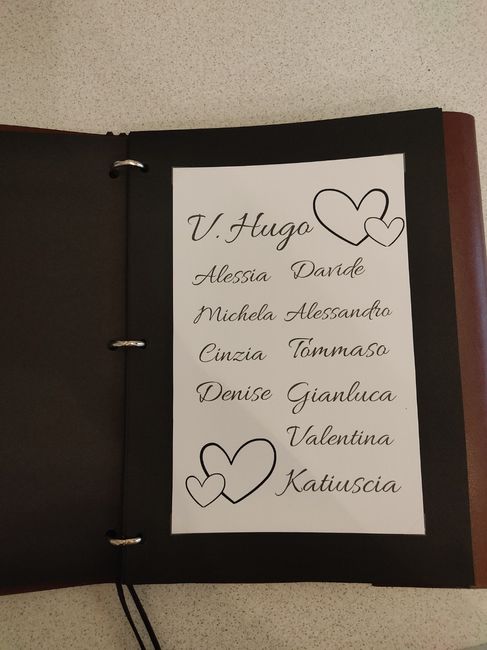 V. Hugo
Alessia Davide
Michela Alessandro
Cinzia Tommaso
Denise Gianluca
Valentina
Katiuscia